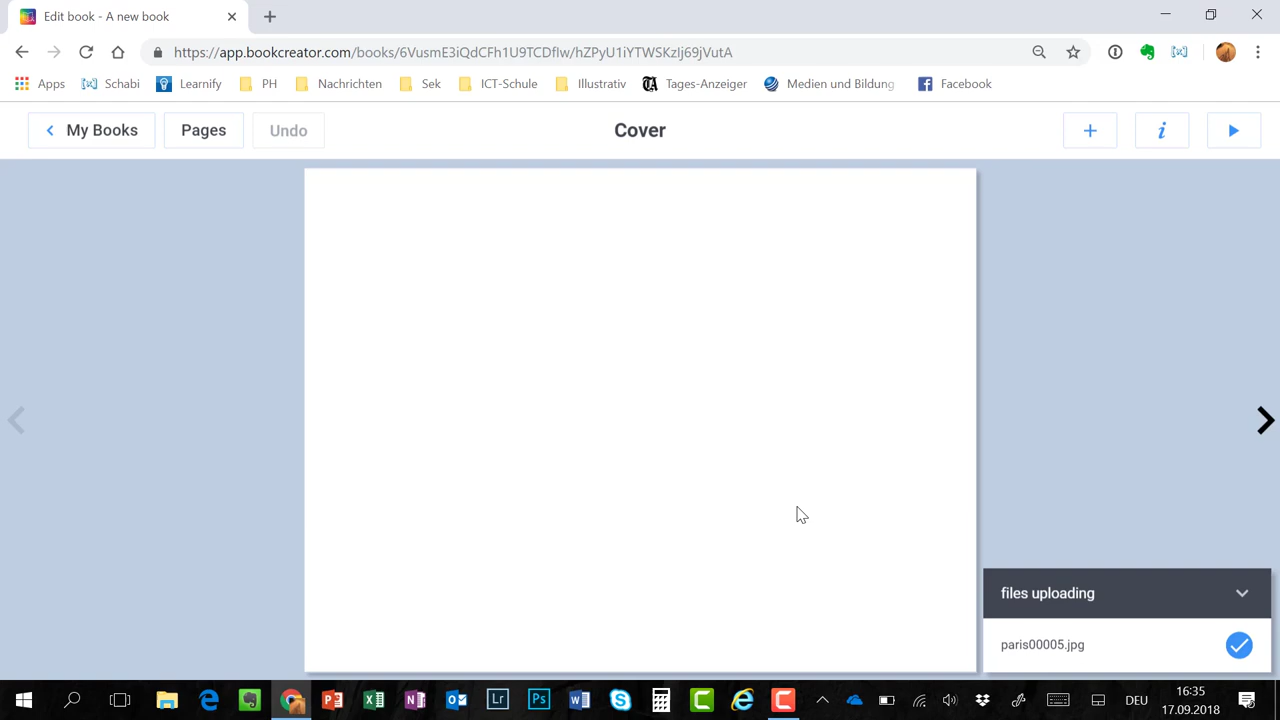 Edit book - A new book
https://app.bookcreator.com/books/6VusmE3iQdCFh1U9TCDflw/hZPyU1iYTWSKzIj69jVutA
Apps Schabi Learnify PH Nachrichten Sek ICT-Schule Illustrativ Tages-Anzeiger Medien und Bildung Facebook
My Books Pages Undo Cover
files uploading
paris00005.jpg
DEU 16:35
17.09.2018